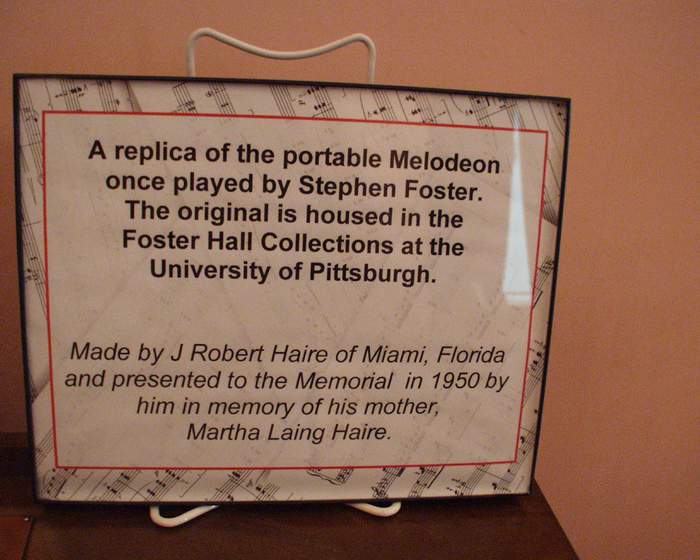 A replica of the portable Melodeon
once played by Stephen Foster.
The original is housed in the
Foster Hall Collections at the
University of Pittsburgh.
Made by J Robert Haire of Miami, Florida
and presented to the Memorial in 1950 by
him in memory of his mother,
Martha Laing Haire.